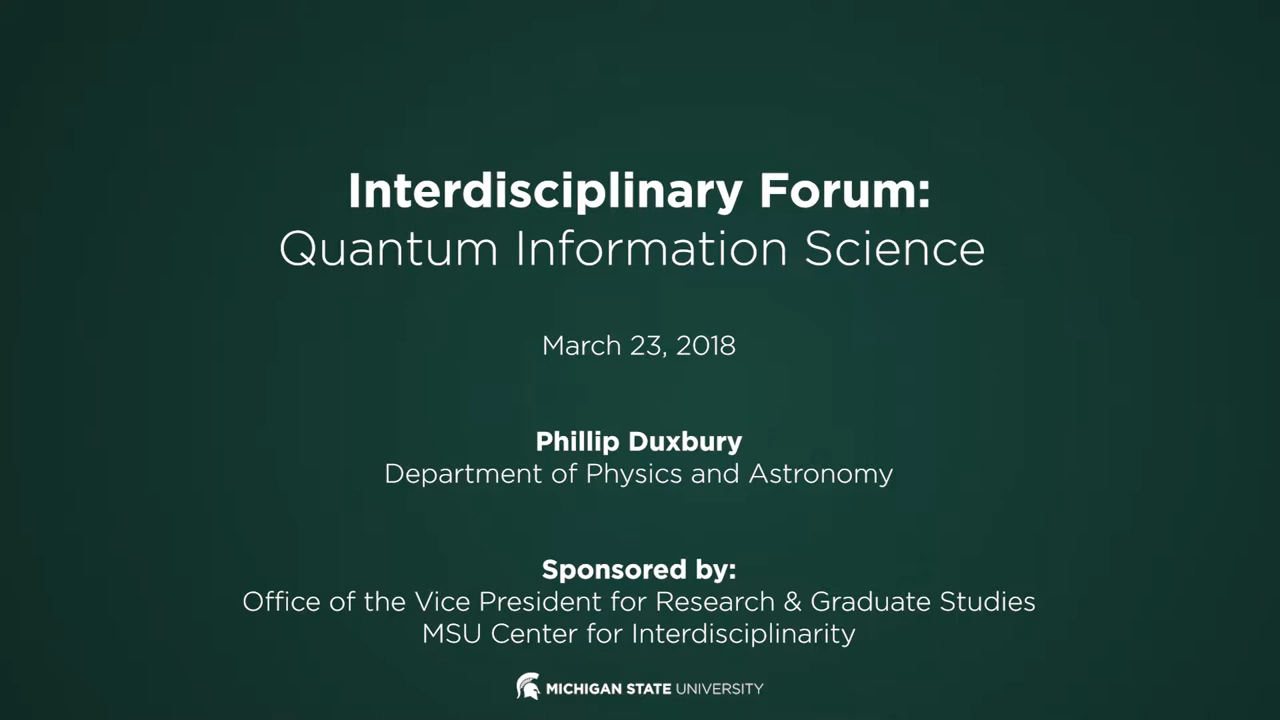 Interdisciplinary Forum:
Quantum Information Science
March 23, 2018
Phillip Duxbury
Department of Physics and Astronomy
Sponsored by:
Office of the Vice President for Research & Graduate Studies
MSU Center for Interdisciplinarity
MICHIGAN STATE UNIVERSITY